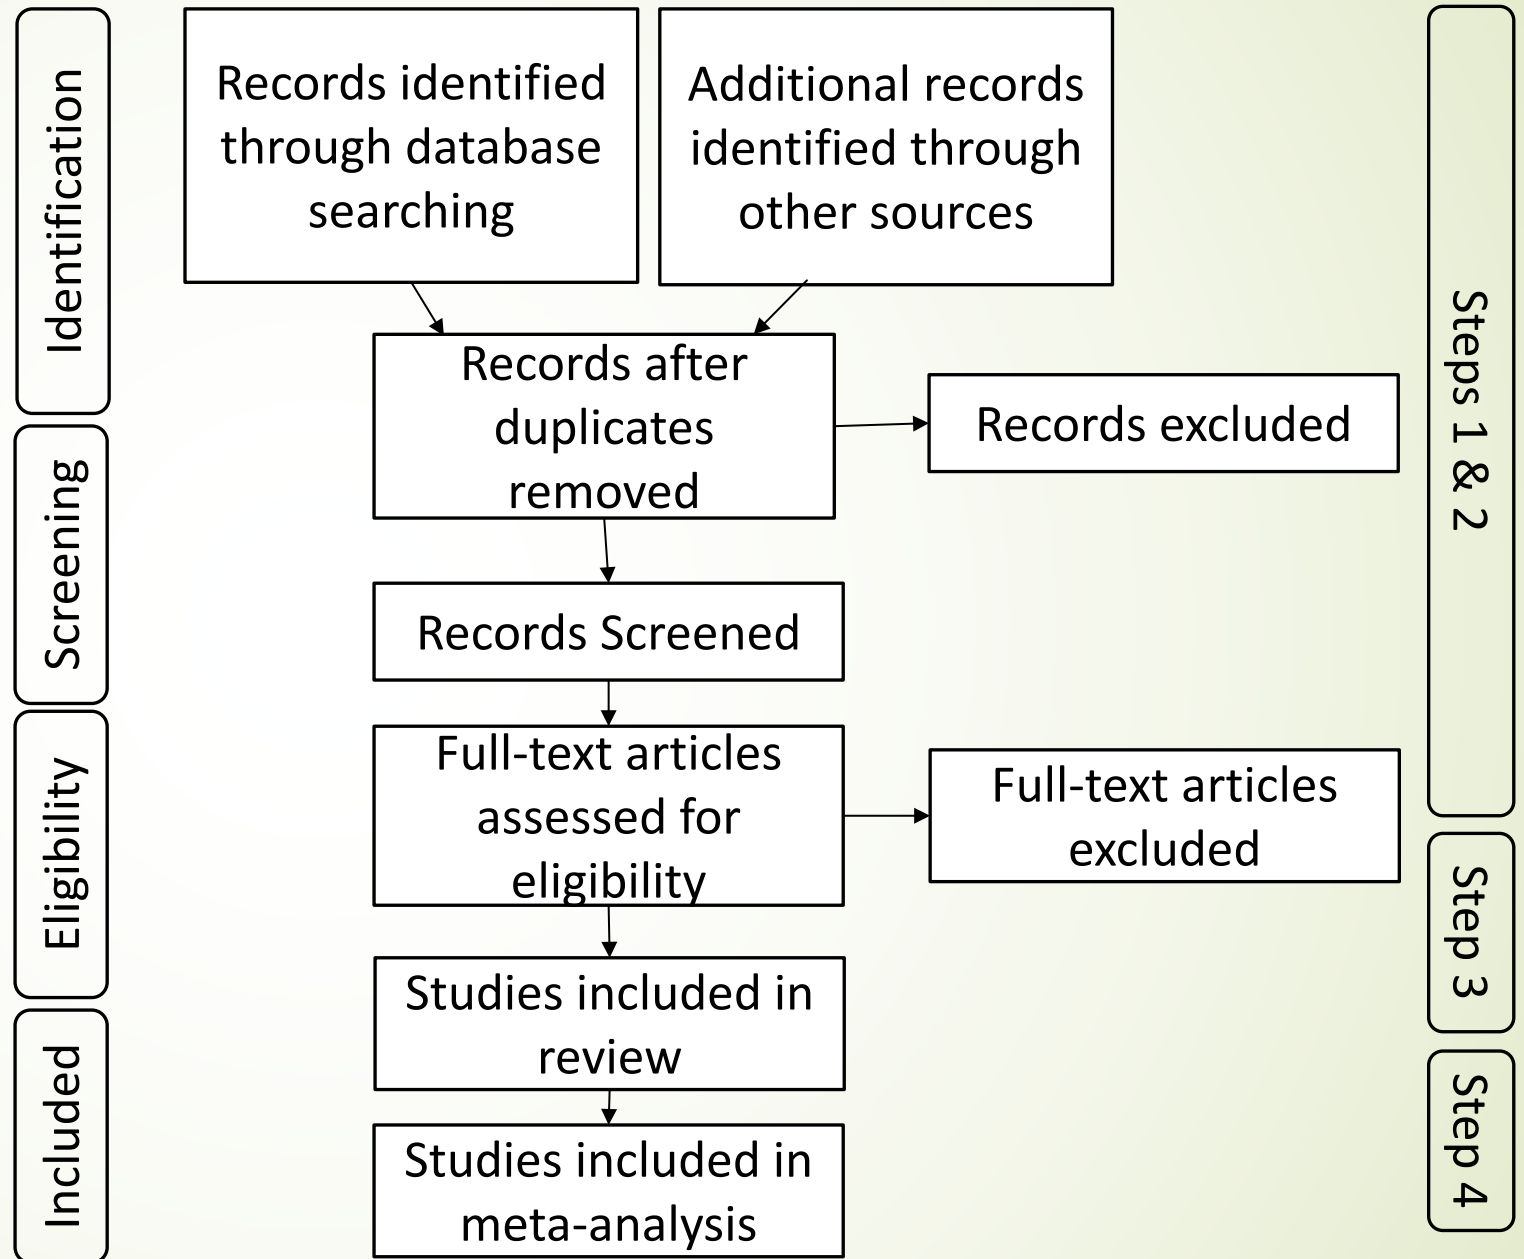 Identification
Screening
Eligibility
Included
Records identified
through database
searching
Additional records
identified through
other sources
Records after
duplicates
removed
Records excluded
Records Screened
Full-text articles
assessed for
eligibility
Full-text articles
excluded
Studies included in
review
Studies included in
meta-analysis
Steps 1 & 2
Step 3
Step 4